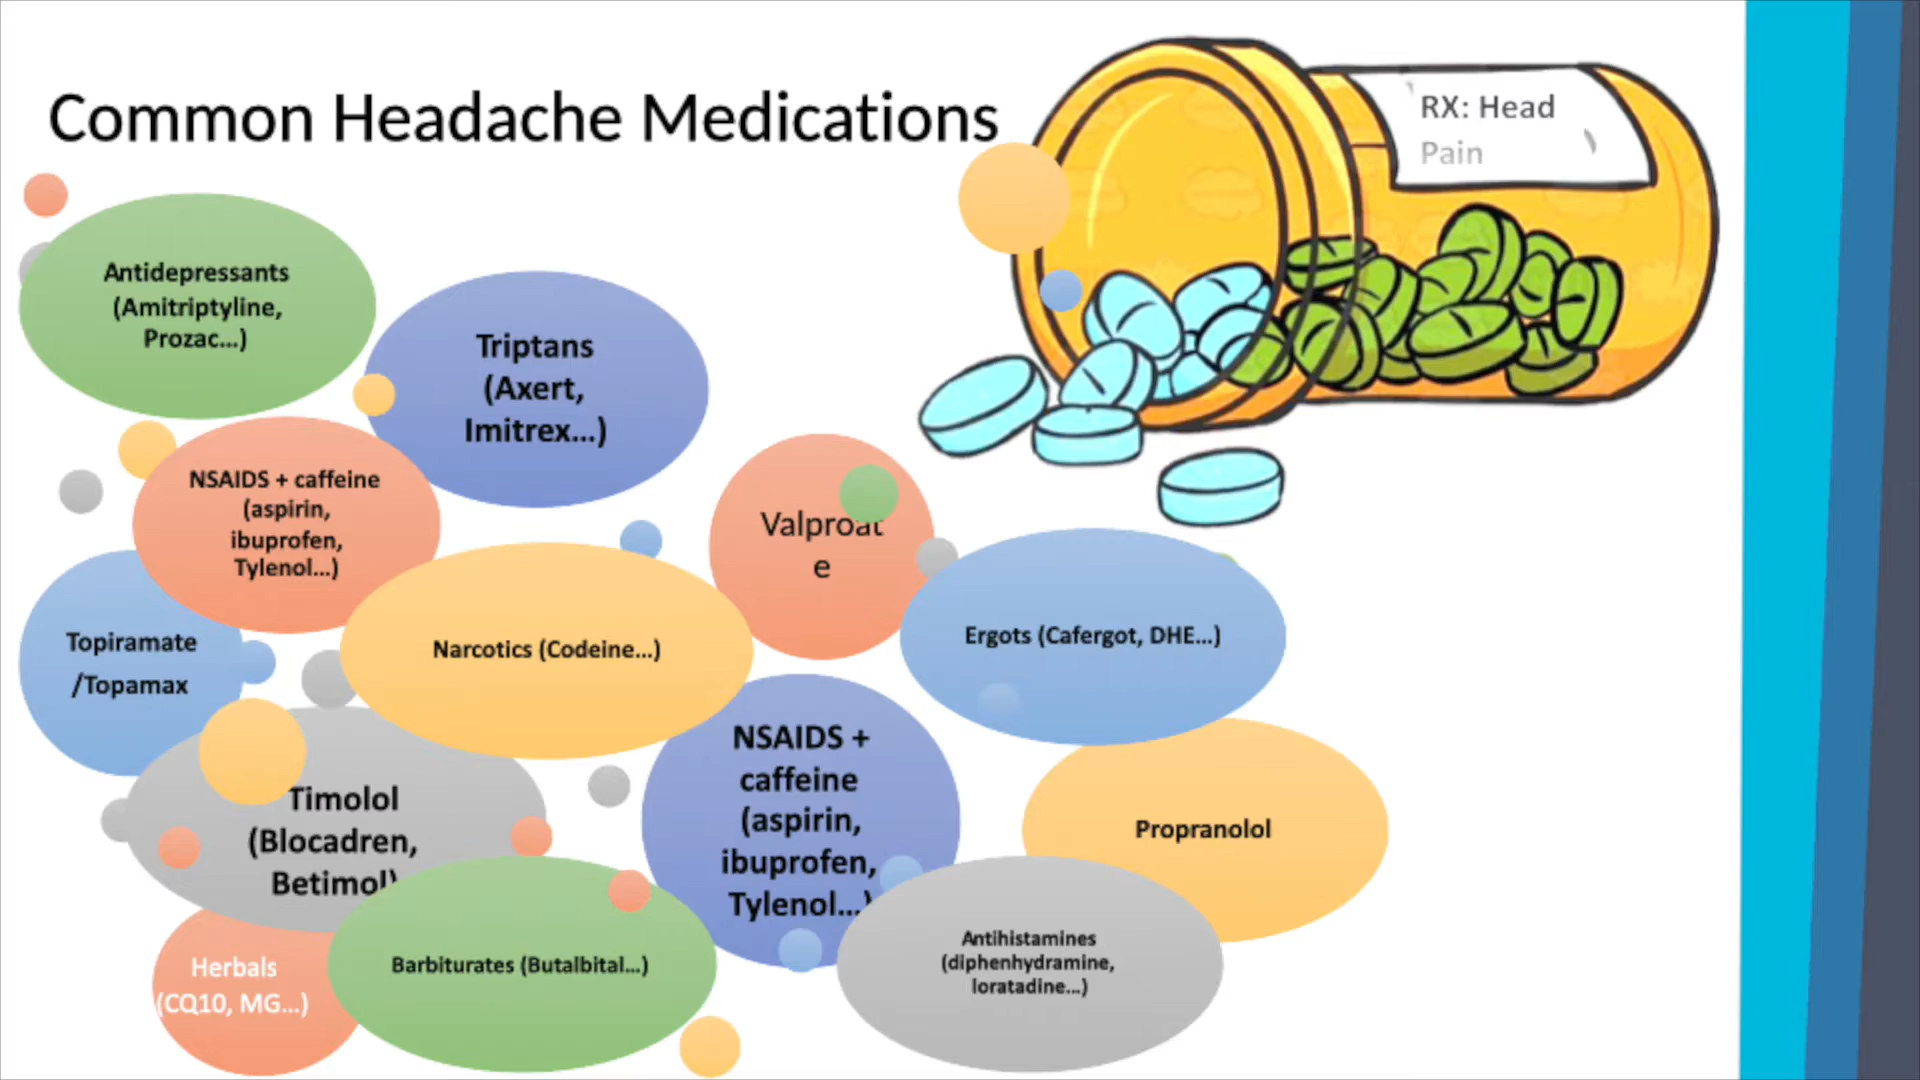 Common Headache Medications
RX: Head
Pain
Antidepressants
(Amitriptyline,
Prozac...)
Triptans
(Axert,
Imitrex...)
NSAIDS + caffeine
(aspirin,
ibuprofen,
Tylenol...)
Valproat
e
Topiramate
/Topamax
Narcotics (Codeine...)
Ergots (Cafergot, DHE...)
Timolol
(Blocadren,
Betimol)
NSAIDS +
caffeine
(aspirin,
ibuprofen,
Tylenol...)
Propranolol
Herbals
(CQ10, MG...)
Barbiturates (Butalbital...)
Antihistamines
(diphenhydramine,
loratadine...)